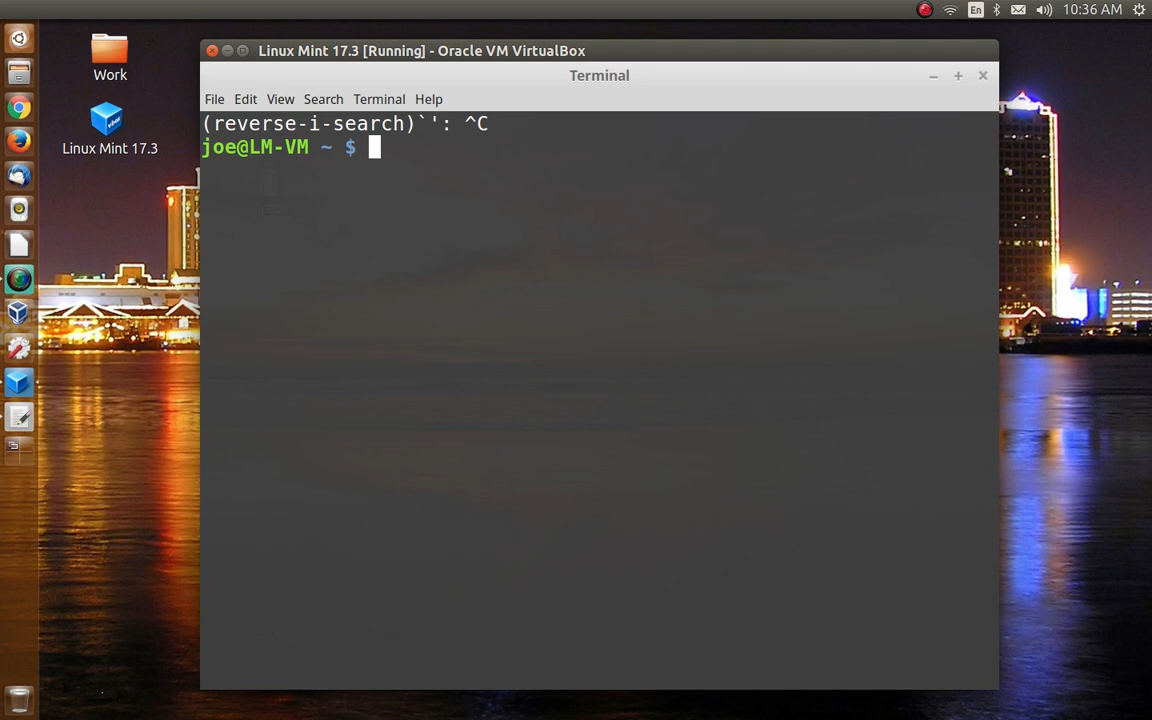 En
10:36 AM
Work
Linux Mint 17.3
Linux Mint 17.3 [Running] - Oracle VM VirtualBox
Terminal
File Edit View Search Terminal Help
(reverse-i-search)`': ^C
joe@LM-VM ~ $